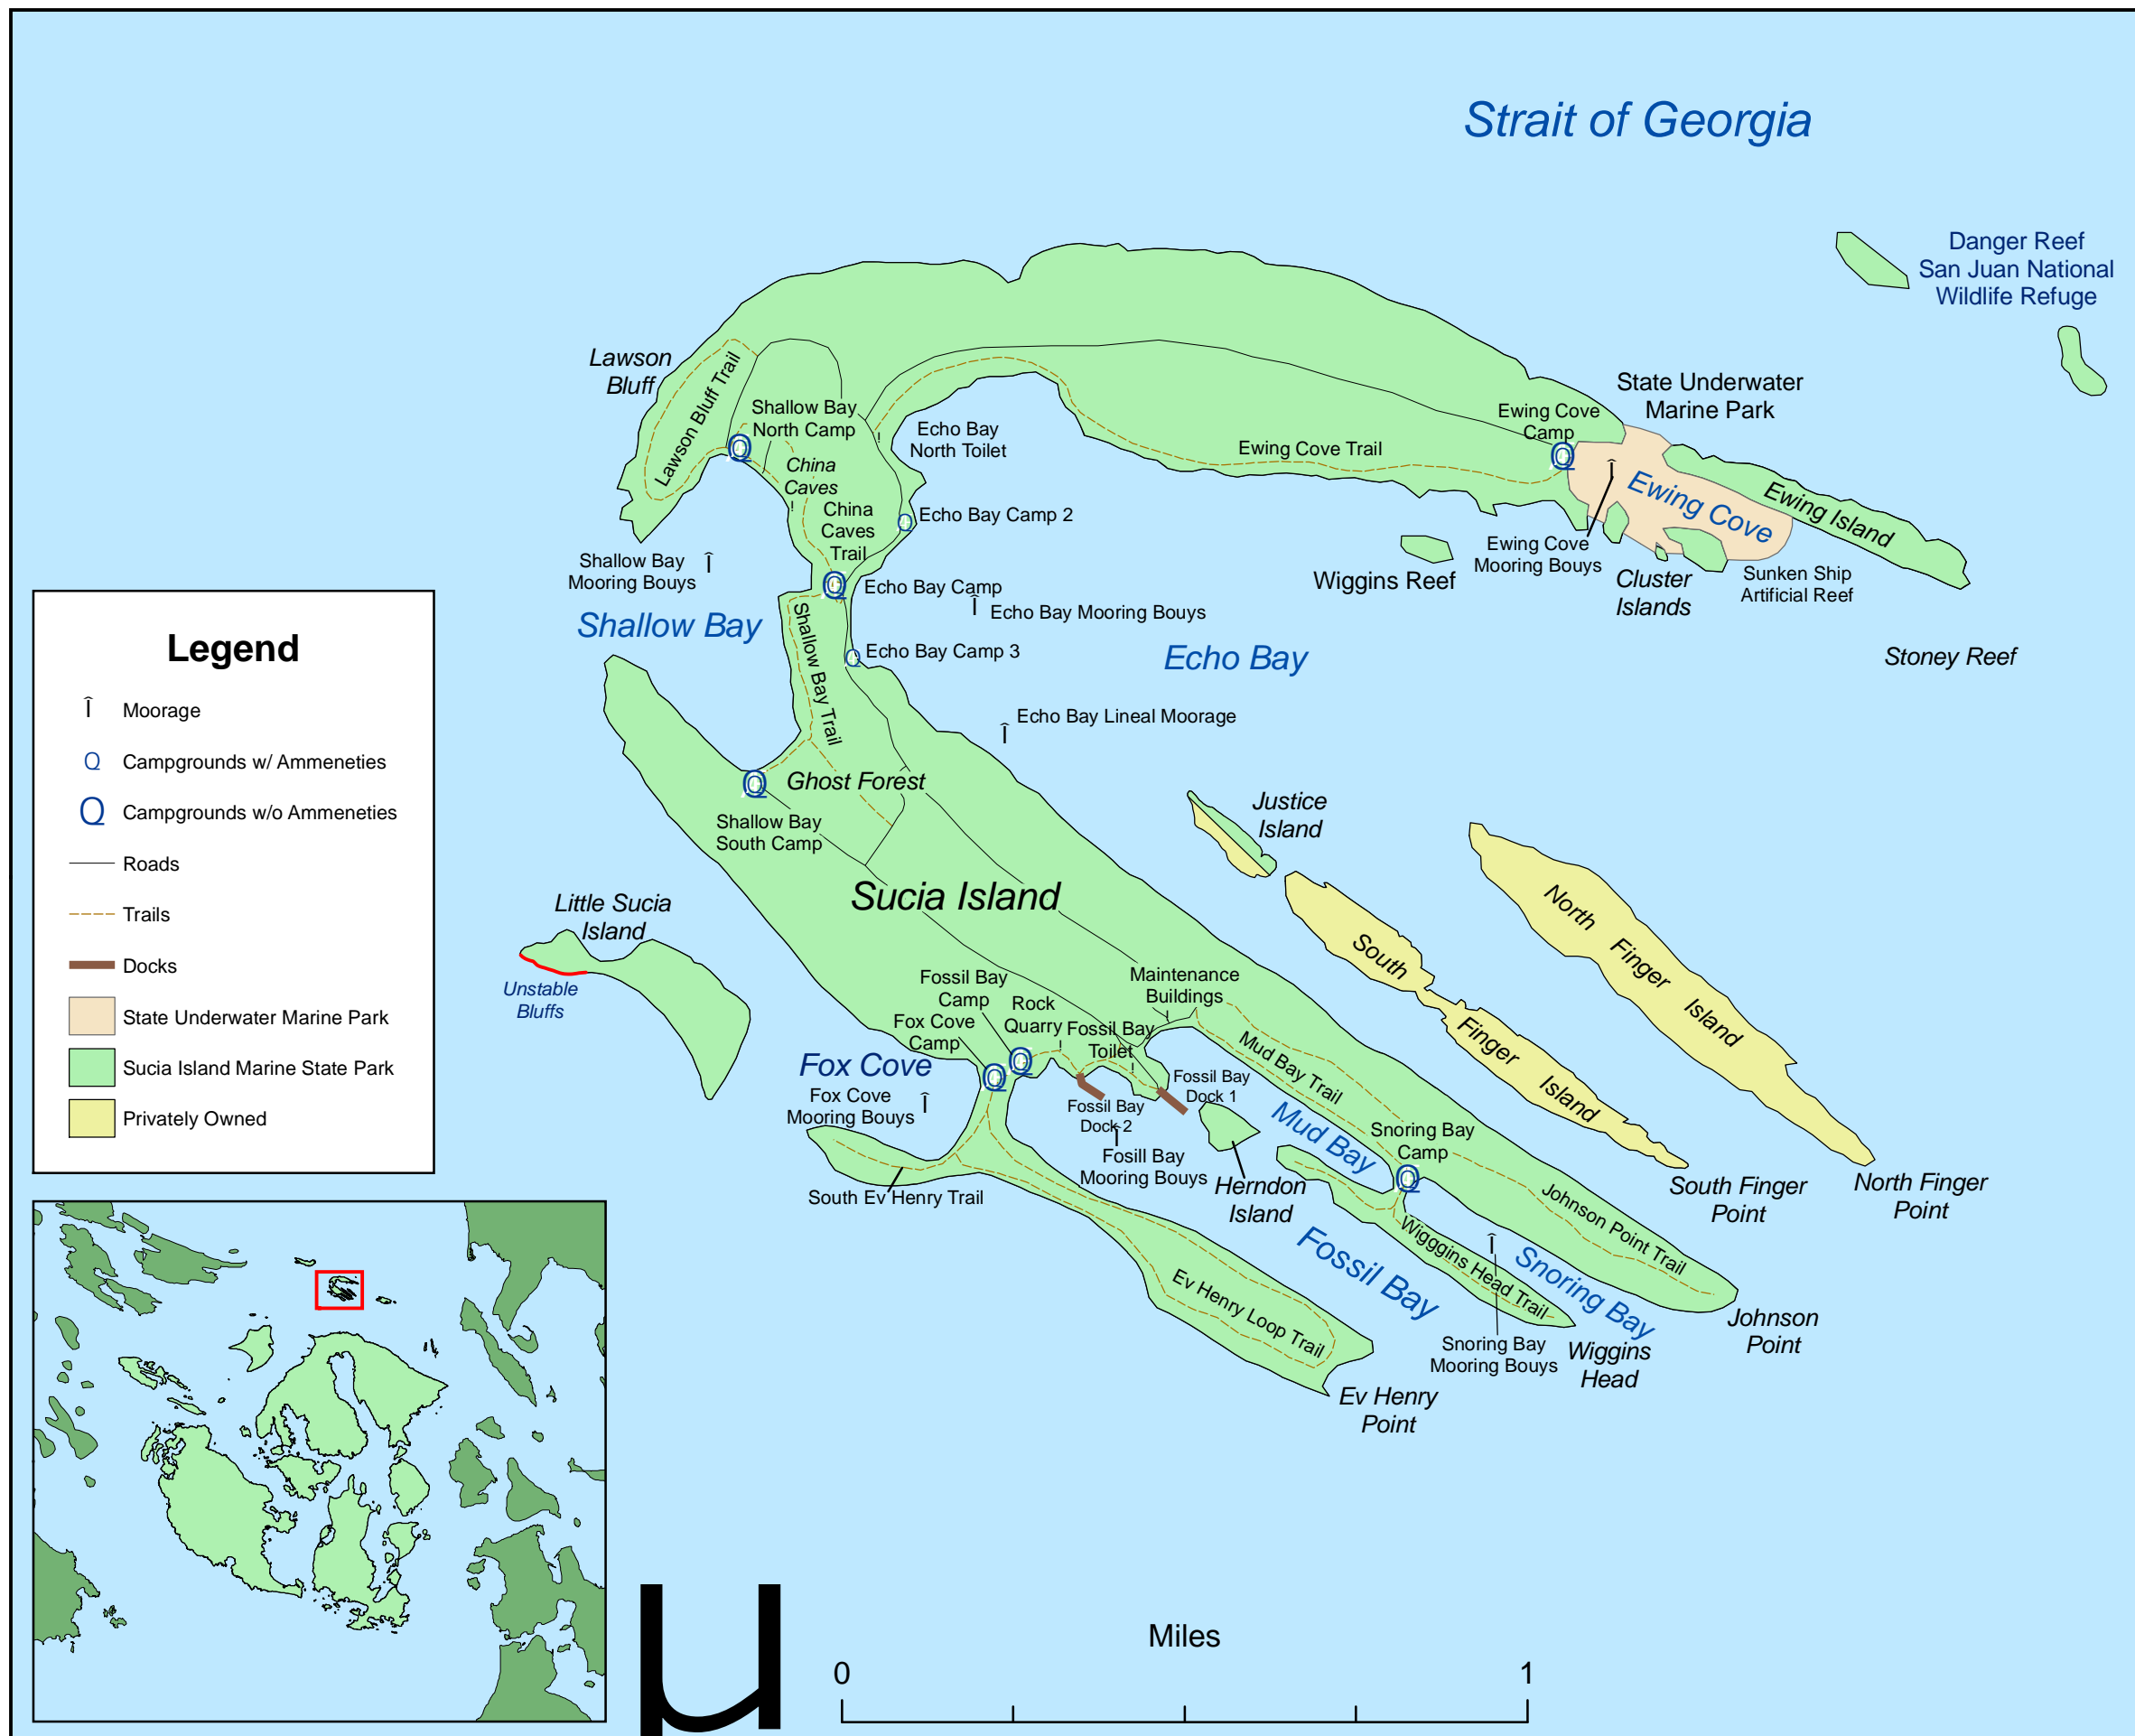 Strait of Georgia
Danger Reef
San Juan National
Wildlife Refuge
Lawson
Bluff
Lawson Bluff Trail
Shallow Bay
North Camp
Echo Bay
North Toilet
China
Caves
China
Caves
Trail
Echo Bay Camp 2
Ewing Cove Trail
Ewing Cove
Camp
State Underwater
Marine Park
Ewing Cove
Ewing Island
Ewing Cove
Mooring Bouys
Wiggins Reef
Cluster
Islands
Sunken Ship
Artificial Reef
Stoney Reef
Shallow Bay
Mooring Bouys
Shallow Bay
Echo Bay Camp
Echo Bay Mooring Bouys
Echo Bay Camp 3
Echo Bay
Shallow Bay Trail
Echo Bay Lineal Moorage
Ghost Forest
Shallow Bay
South Camp
Justice
Island
Sucia Island
Little Sucia
Island
Unstable
Bluffs
North Finger Island
South Finger Island
Fossil Bay
Camp
Rock
Quarry
Maintenance
Buildings
Fox Cove
Camp
Fossil Bay
Toilet
Fox Cove
Fox Cove
Mooring Bouys
Fossil Bay
Dock 1
Fossil Bay
Dock 2
Mud Bay Trail
Mud Bay
Snoring Bay
Camp
Fosill Bay
Mooring Bouys
Herndon
Island
South Ev Henry Trail
South Finger
Point
North Finger
Point
Johnson Point Trail
Wigggins Head Trail
Fossil Bay
Snoring Bay
Ev Henry Loop Trail
Snoring Bay
Mooring Bouys
Wiggins
Head
Johnson
Point
Ev Henry
Point
Legend
Î Moorage
Q Campgrounds w/ Ammeneties
Q Campgrounds w/o Ammeneties
Roads
Trails
Docks
State Underwater Marine Park
Sucia Island Marine State Park
Privately Owned
µ
Miles
0 1